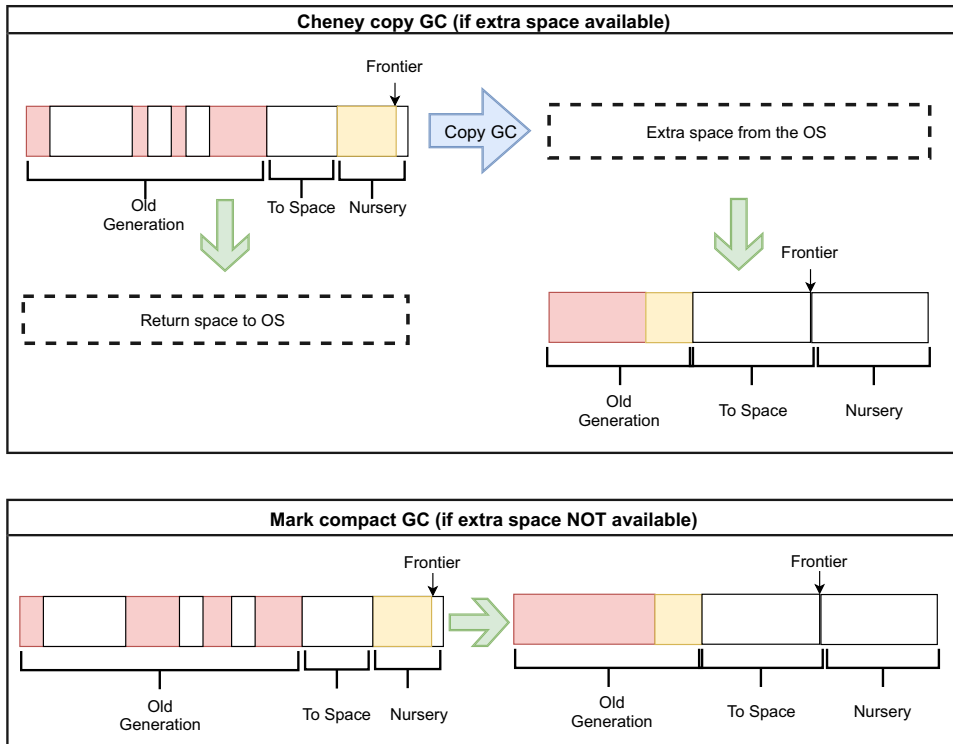 Cheney copy GC (if extra space available)
Frontier
Copy GC
Extra space from the OS
Old
Generation
To Space
Nursery
Frontier
Return space to OS
Old
Generation
To Space
Nursery
Mark compact GC (if extra space NOT available)
Frontier
Frontier
Old
Generation
To Space
Nursery
Old
Generation
To Space
Nursery